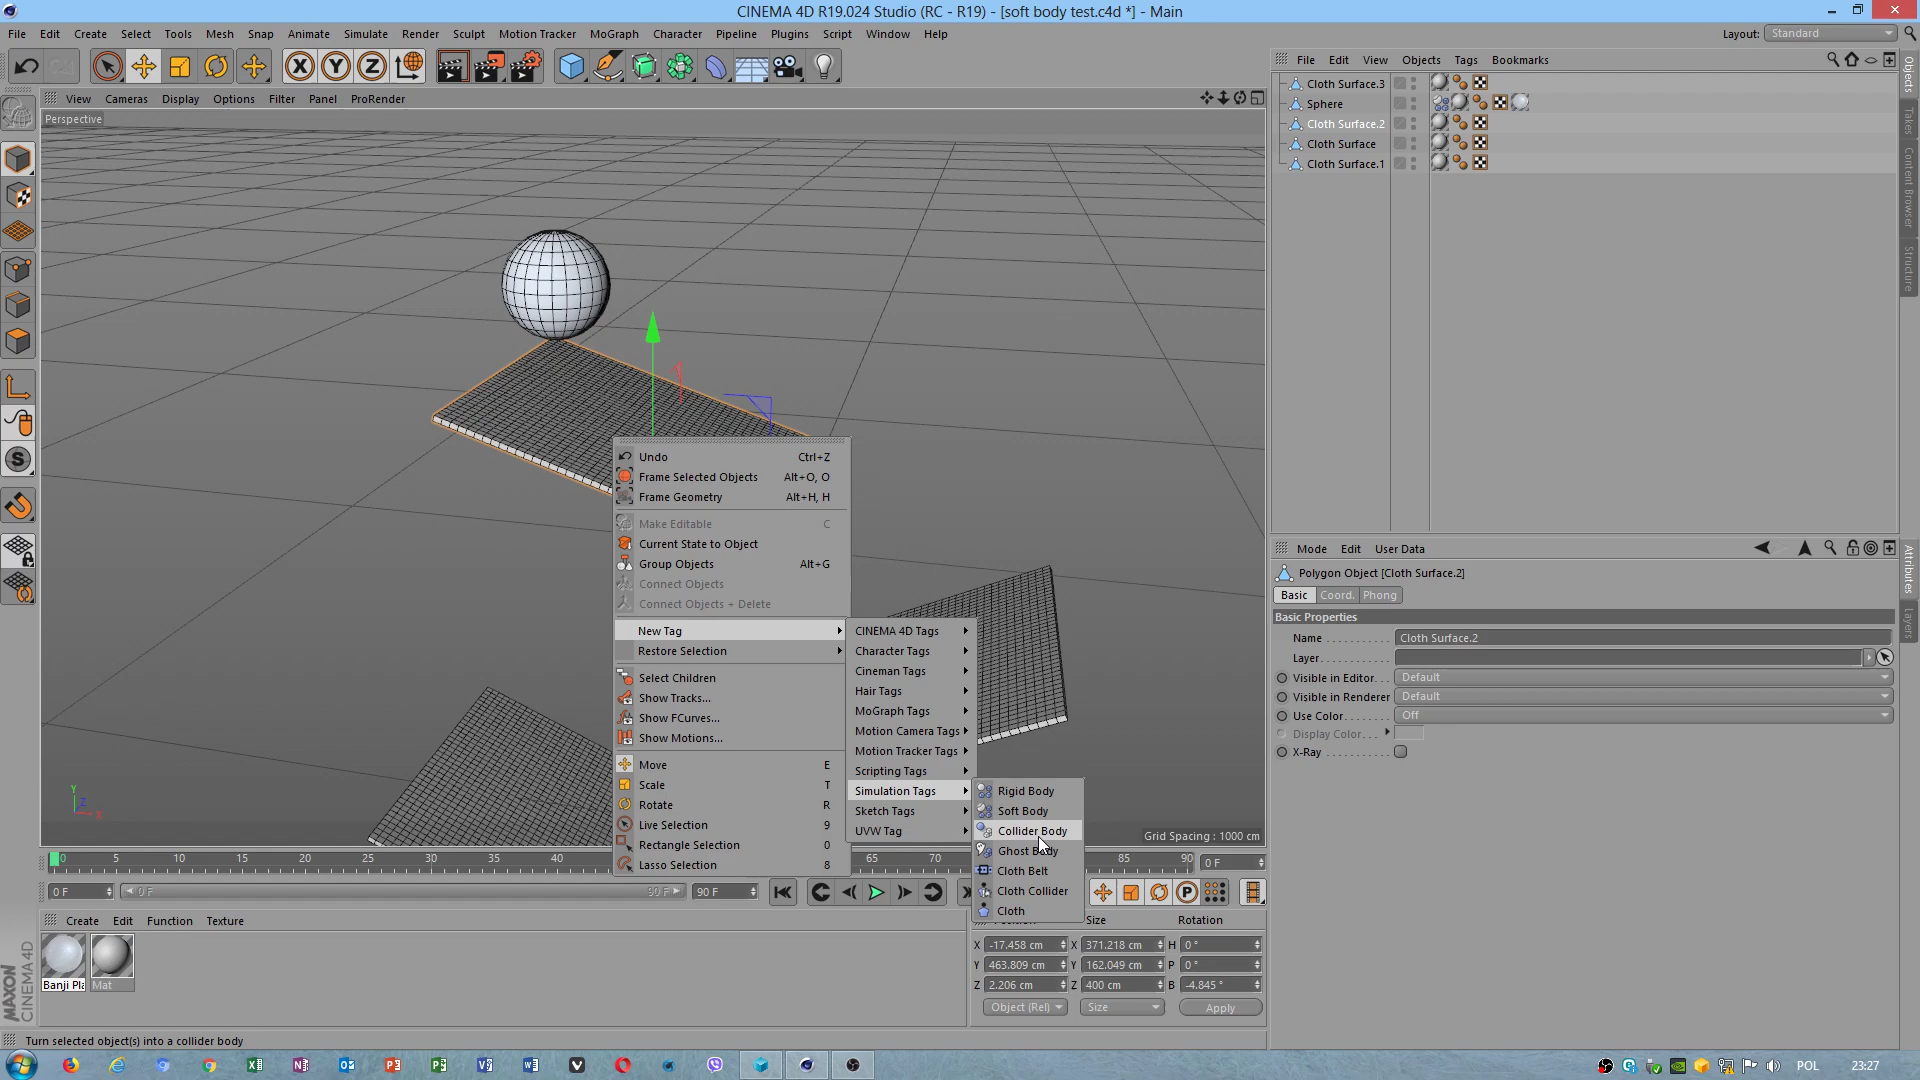 CINEMA 4D R19.024 Studio (RC - R19) - [soft body test.c4d *] - Main
File Edit Create Select Tools Mesh Snap Animate Simulate Render Sculpt Motion Tracker MoGraph Character Pipeline Plugins Script Window Help
Layout: Standard
View Cameras Display Options Filter Panel ProRender
Perspective
File Edit View Objects Tags Bookmarks
Cloth Surface.3
Sphere
Cloth Surface.2
Cloth Surface
Cloth Surface.1
Objects
Takes
Content Browser
Structure
Undo Ctrl+Z
Frame Selected Objects Alt+O, O
Frame Geometry Alt+H, H
Make Editable C
Current State to Object
Group Objects Alt+G
Connect Objects
Connect Objects + Delete
New Tag
Restore Selection
Select Children
Show Tracks...
Show FCurves...
Show Motions...
Move E
Scale T
Rotate R
Live Selection 9
Rectangle Selection 0
Lasso Selection 8
CINEMA 4D Tags
Character Tags
Cineman Tags
Hair Tags
MoGraph Tags
Motion Camera Tags
Motion Tracker Tags
Scripting Tags
Simulation Tags
Sketch Tags
UVW Tag
Rigid Body
Soft Body
Collider Body
Ghost Body
Cloth Belt
Cloth Collider
Cloth
Mode Edit User Data
Polygon Object [Cloth Surface.2]
Basic Coord. Phong
Basic Properties
Name Cloth Surface.2
Layer
Visible in Editor Default
Visible in Renderer Default
Use Color Off
Display Color
X-Ray
Attributes
Layers
Y
Z
X
Grid Spacing : 1000 cm
0 5 10 15 20 25 30 35 40 65 70 85 90 0 F
0 F 0 F 90 F 90 F
Create Edit Function Texture
Banji Pla
Mat
MAXON
CINEMA 4D
Size Rotation
X -17.458 cm X 371.218 cm H 0 °
Y 463.809 cm Y 162.049 cm P 0 °
Z 2.206 cm Z 400 cm B -4.845 °
Object (Rel) Size Apply
Turn selected object(s) into a collider body
POL 23:27